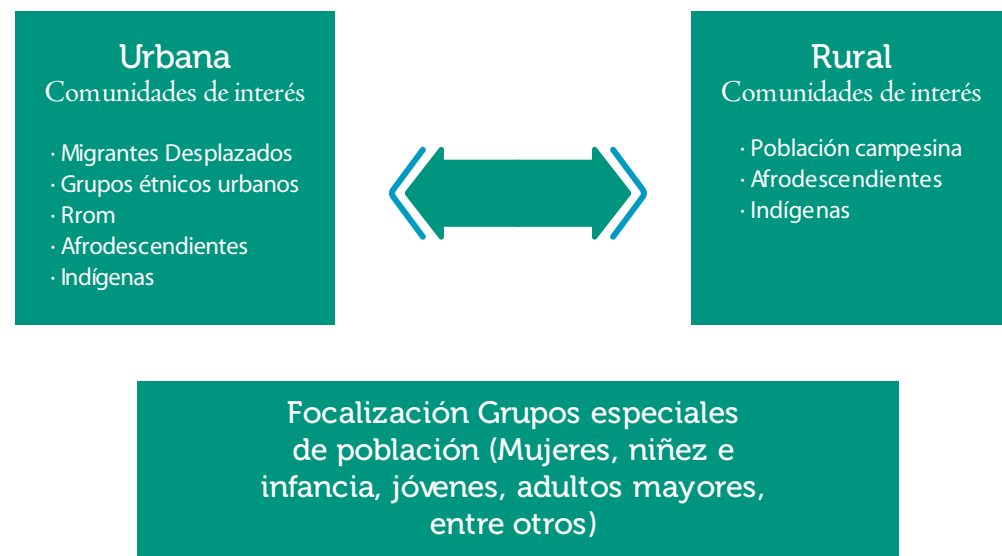 Urbana
Comunidades de interés
· Migrantes Desplazados
· Grupos étnicos urbanos
· Rrom
· Afrodescendientes
· Indígenas
Rural
Comunidades de interés
· Población campesina
· Afrodescendientes
· Indígenas
Focalización Grupos especiales
de población (Mujeres, niñez e
infancia, jóvenes, adultos mayores,
entre otros)